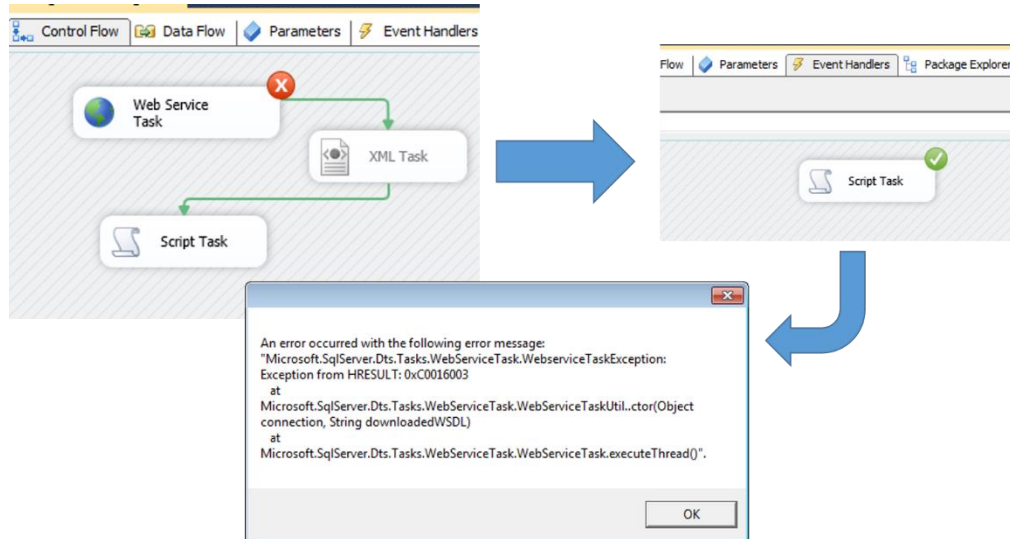 Control Flow
Data Flow
Parameters
Event Handlers
Web Service
Task
XML Task
Script Task
Flow
Parameters
Event Handlers
Package Explorer
Script Task
An error occurred with the following error message:
"Microsoft.SqlServer.Dts.Tasks.WebServiceTask.WebserviceTaskException:
Exception from HRESULT: 0xC0016003
at
Microsoft.SqlServer.Dts.Tasks.WebServiceTask.WebServiceTaskUtil..ctor(Object
connection, String downloadedWSDL)
at
Microsoft.SqlServer.Dts.Tasks.WebServiceTask.WebServiceTask.executeThread()".
OK